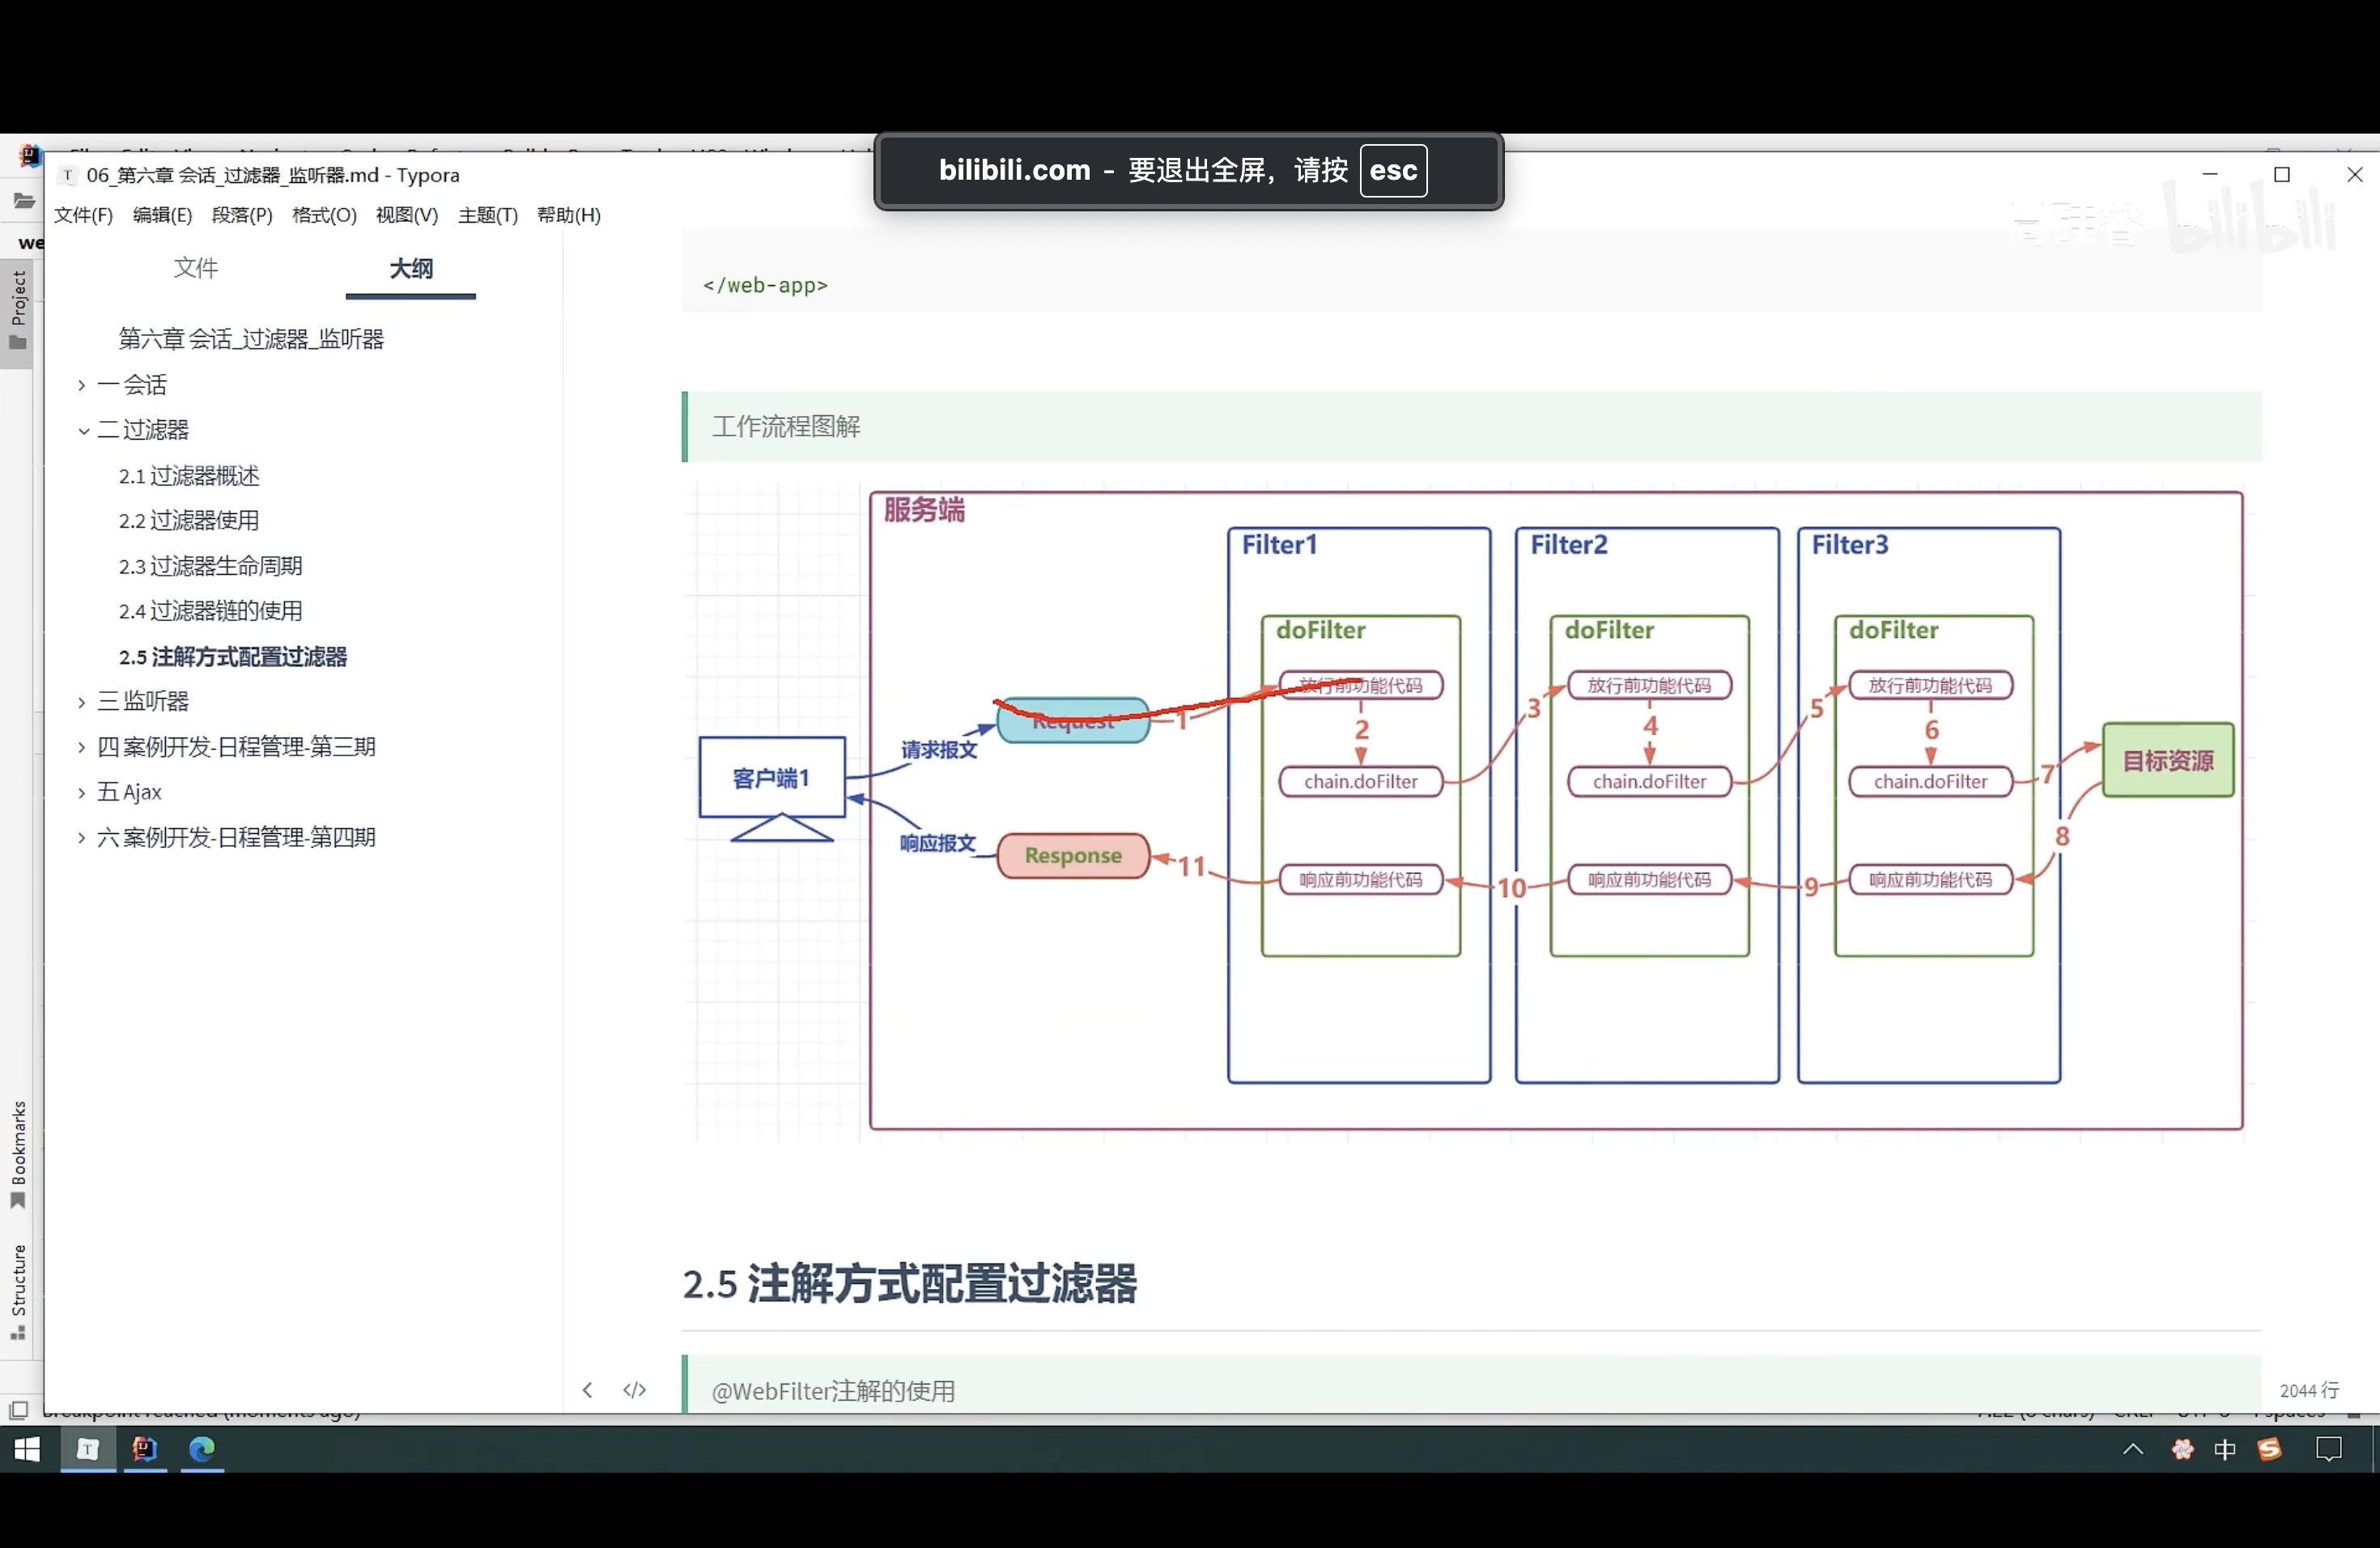 bilibili.com - 要退出全屏，请按 esc
06_第六章 会话_过滤器_监听器.md - Typora
文件(F) 编辑(E) 段落(P) 格式(O) 视图(V) 主题(T) 帮助(H)
we
Project
Bookmarks
Structure
文件 大纲
第六章 会话_过滤器_监听器
一 会话
二 过滤器
2.1 过滤器概述
2.2 过滤器使用
2.3 过滤器生命周期
2.4 过滤器链的使用
2.5 注解方式配置过滤器
三 监听器
四 案例开发-日程管理-第三期
五 Ajax
六 案例开发-日程管理-第四期
bilibili
</web-app>
工作流程图解
服务端
Filter1 Filter2 Filter3
doFilter doFilter doFilter
放行前功能代码 放行前功能代码 放行前功能代码
Request 1 3 5
2 4 6
请求报文
客户端1
chain.doFilter chain.doFilter chain.doFilter 7 目标资源
8
响应报文
Response 11 响应前功能代码 10 响应前功能代码 9 响应前功能代码
2.5 注解方式配置过滤器
@WebFilter注解的使用
2044 行
Breakpoint reached (moments ago)
中